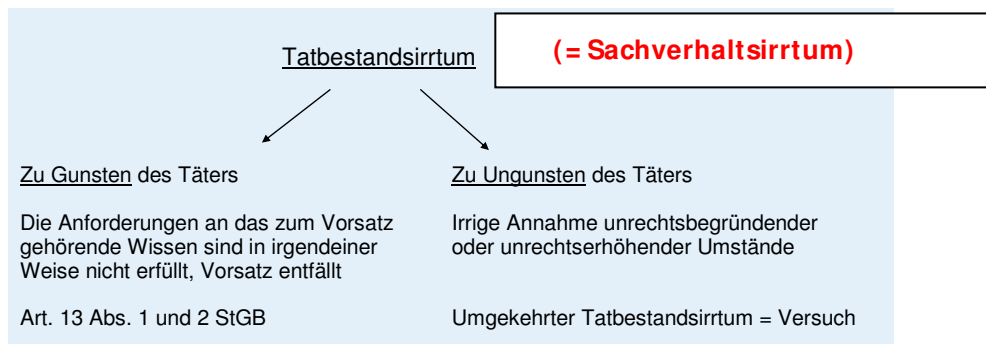 Tatbestandsirrtum
(= Sachverhaltsirrtum)
Zu Gunsten des Täters
Die Anforderungen an das zum Vorsatz
gehörende Wissen sind in irgendeiner
Weise nicht erfüllt, Vorsatz entfällt
Art. 13 Abs. 1 und 2 StGB
Zu Ungunsten des Täters
Irrige Annahme unrechtsbegründender
oder unrechtserhöhender Umstände
Umgekehrter Tatbestandsirrtum = Versuch